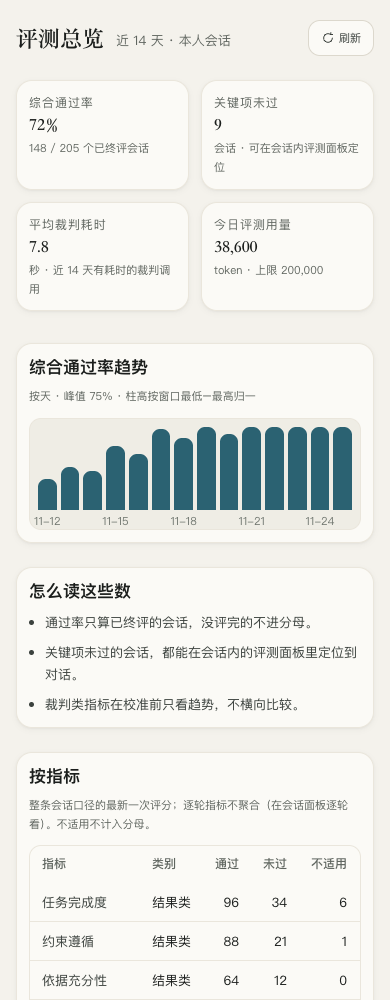 评测总览 近 14 天 · 本人会话
刷新
综合通过率
72%
148 / 205 个已终评会话
关键项未过
9
会话 · 可在会话内评测面板定
位
平均裁判耗时
7.8
秒 · 近 14 天有耗时的裁判调
用
今日评测用量
38,600
token · 上限 200,000
综合通过率趋势
按天 · 峰值 75% · 柱高按窗口最低—最高归一
11-12 11-15 11-18 11-21 11-24
怎么读这些数
通过率只算已终评的会话，没评完的不进分母。
关键项未过的会话，都能在会话内的评测面板里定位到
对话。
裁判类指标在校准前只看趋势，不横向比较。
按指标
整条会话口径的最新一次评分；逐轮指标不聚合（在会话面板逐轮
看）。不适用不计入分母。
指标 类别 通过 未过 不适用
任务完成度 结果类 96 34 6
约束遵循 结果类 88 21 1
依据充分性 结果类 64 12 0